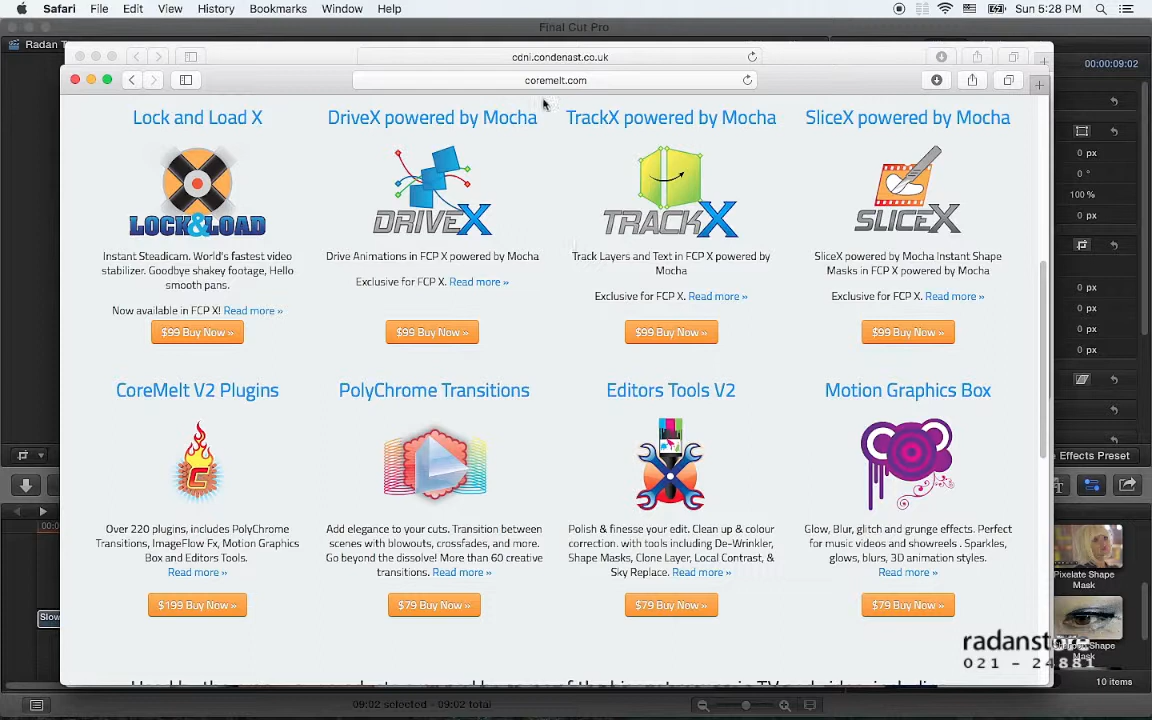 Safari File Edit View History Bookmarks Window Help Sun 5:28 PM
Final Cut Pro
Radan T
cdni.condenast.co.uk
00:00:09:02
coremelt.com
Lock and Load X
DriveX powered by Mocha
TrackX powered by Mocha
SliceX powered by Mocha
LOCK&LOAD
DRIVEX
TRACKX
SLICEX
Instant Steadicam. World's fastest video
stabilizer. Goodbye shakey footage, Hello
smooth pans.
Now available in FCP X! Read more »
$99 Buy Now »
Drive Animations in FCP X powered by Mocha
Exclusive for FCP X. Read more »
$99 Buy Now »
Track Layers and Text in FCP X powered by
Mocha
Exclusive for FCP X. Read more »
$99 Buy Now »
SliceX powered by Mocha Instant Shape
Masks in FCP X powered by Mocha
Exclusive for FCP X. Read more »
$99 Buy Now »
0 px
0 °
100 %
0 px
0 px
0 px
0 px
0 px
CoreMelt V2 Plugins
PolyChrome Transitions
Editors Tools V2
Motion Graphics Box
Over 220 plugins, includes PolyChrome
Transitions, ImageFlow Fx, Motion Graphics
Box and Editors Tools.
Read more »
$199 Buy Now »
Add elegance to your cuts. Transition between
scenes with blowouts, crossfades, and more.
Go beyond the dissolve! More than 60 creative
transitions. Read more »
$79 Buy Now »
Polish & finesse your edit. Clean up & colour
correction. with tools including De-Wrinkler,
Shape Masks, Clone Layer, Local Contrast, &
Sky Replace. Read more »
$79 Buy Now »
Glow, Blur, glitch and grunge effects. Perfect
for music videos and showreels . Sparkles,
glows, blurs, 3D animation styles.
Read more »
$79 Buy Now »
e Effects Preset
00:0
Slow
Pixelate Shape
Mask
Shape
Mask
radanstore
021 - 24881
09:02 selected - 09:02 total
10 items